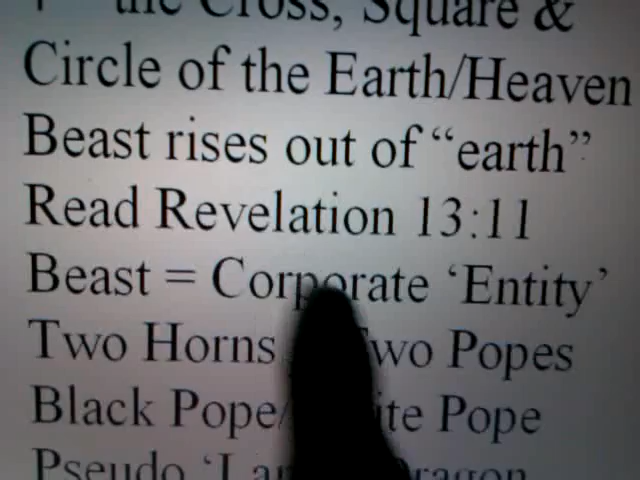 the Cross, Square &
Circle of the Earth/Heaven
Beast rises out of “earth”
Read Revelation 13:11
Beast = Corporate ‘Entity’
Two Horns Two Popes
Black Pope/ Pope
Pseudo